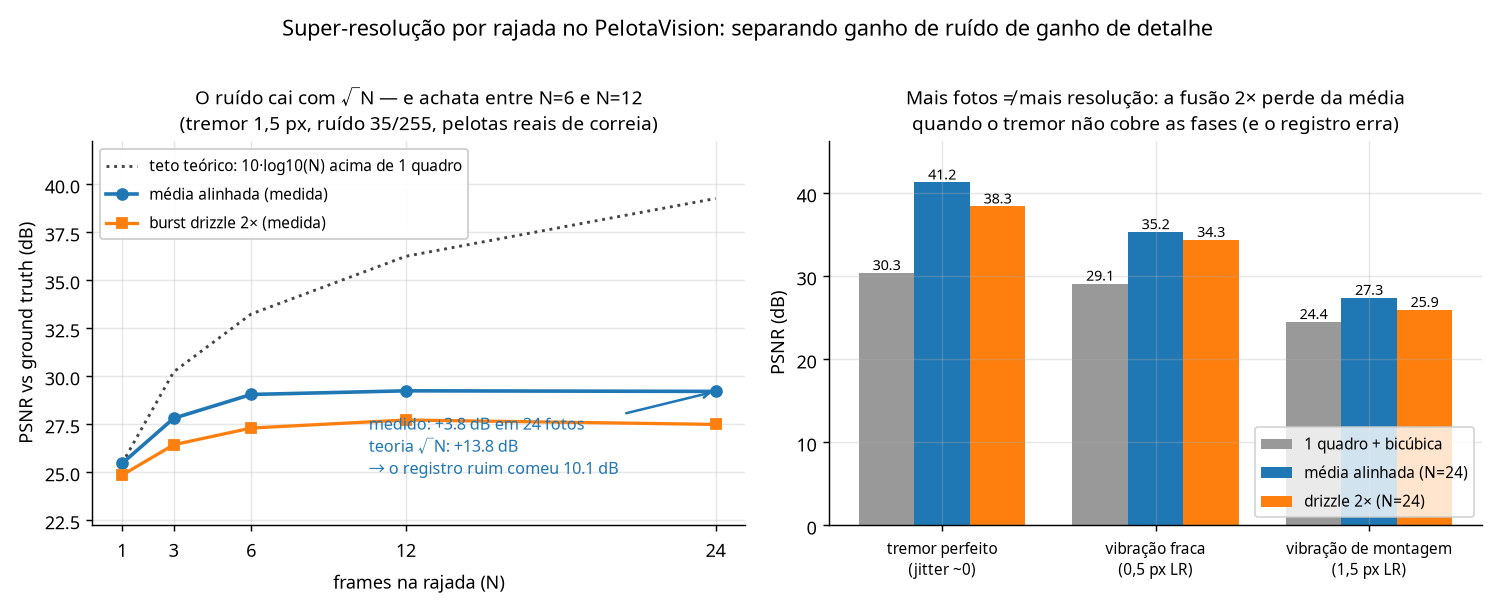 Super-resolução por rajada no PelotaVision: separando ganho de ruído de ganho de detalhe
O ruído cai com √N — e achata entre N=6 e N=12
(tremor 1,5 px, ruído 35/255, pelotas reais de correia)
teto teórico: 10·log10(N) acima de 1 quadro
média alinhada (medida)
burst drizzle 2× (medida)
PSNR vs ground truth (dB)
40.0
37.5
35.0
32.5
30.0
27.5
25.0
22.5
medido: +3.8 dB em 24 fotos
teoria √N: +13.8 dB
→ o registro ruim comeu 10.1 dB
1 3 6 12 24
frames na rajada (N)
Mais fotos ≠ mais resolução: a fusão 2× perde da média
quando o tremor não cobre as fases (e o registro erra)
PSNR (dB)
40
30
20
10
0
30.3 41.2 38.3
29.1 35.2 34.3
24.4 27.3 25.9
1 quadro + bicúbica
média alinhada (N=24)
drizzle 2× (N=24)
tremor perfeito
(jitter ~0)
vibração fraca
(0,5 px LR)
vibração de montagem
(1,5 px LR)